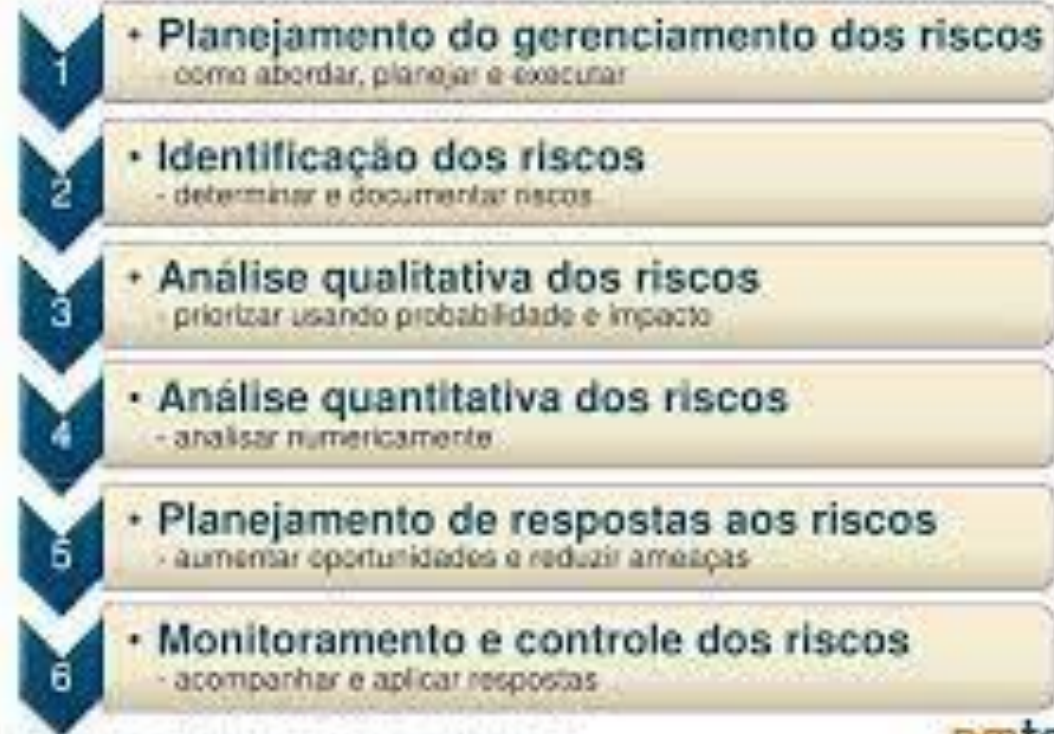 1
• Planejamento do gerenciamento dos riscos
- como abordar, planejar e executar
2
• Identificação dos riscos
- determinar e documentar riscos
3
• Análise qualitativa dos riscos
- priorizar usando probabilidade e impacto
4
• Análise quantitativa dos riscos
- analisar numericamente
5
• Planejamento de respostas aos riscos
- aumentar oportunidades e reduzir ameaças
6
• Monitoramento e controle dos riscos
- acompanhar e aplicar respostas